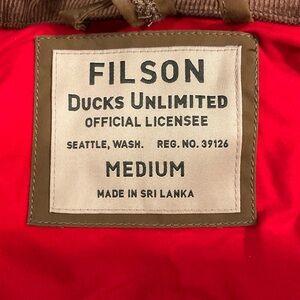 FILSON
DUCKS UNLIMITED
OFFICIAL LICENSEE
SEATTLE, WASH. REG. NO. 39126
MEDIUM
MADE IN SRI LANKA